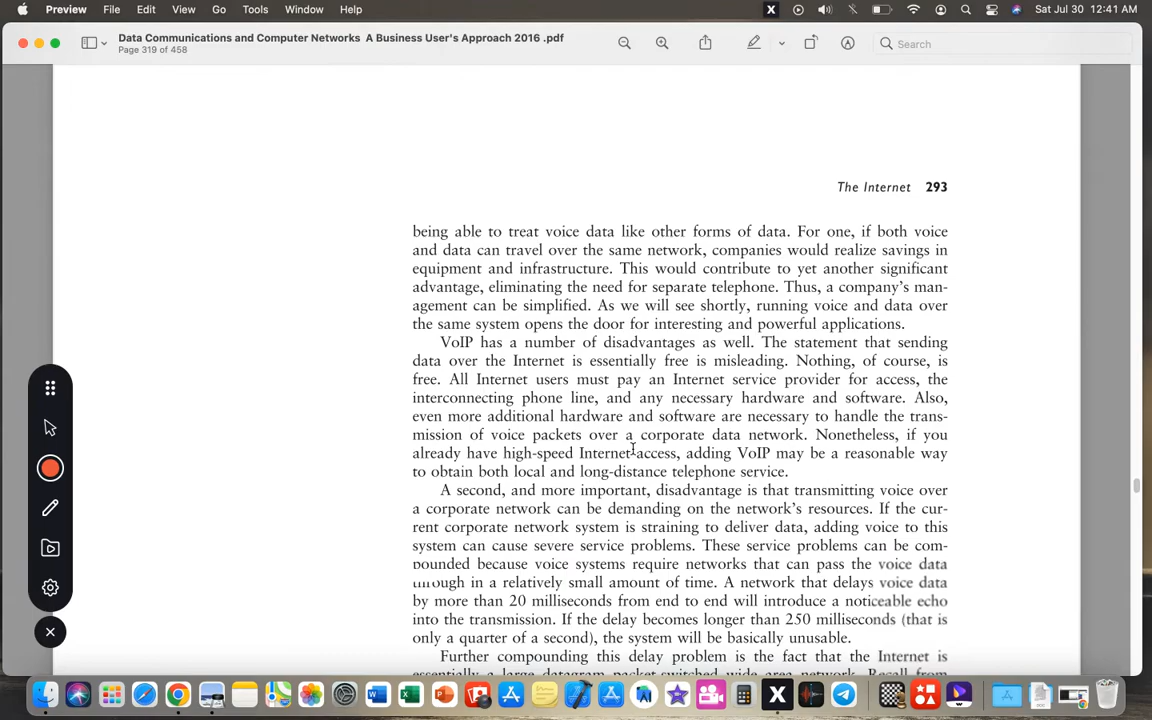 Preview File Edit View Go Tools Window Help X Sat Jul 30 12:41 AM
Data Communications and Computer Networks A Business User's Approach 2016 .pdf
Page 319 of 458
Search
The Internet 293
being able to treat voice data like other forms of data. For one, if both voice
and data can travel over the same network, companies would realize savings in
equipment and infrastructure. This would contribute to yet another significant
advantage, eliminating the need for separate telephone. Thus, a company's man-
agement can be simplified. As we will see shortly, running voice and data over
the same system opens the door for interesting and powerful applications.
VoIP has a number of disadvantages as well. The statement that sending
data over the Internet is essentially free is misleading. Nothing, of course, is
free. All Internet users must pay an Internet service provider for access, the
interconnecting phone line, and any necessary hardware and software. Also,
even more additional hardware and software are necessary to handle the trans-
mission of voice packets over a corporate data network. Nonetheless, if you
already have high-speed Internet access, adding VoIP may be a reasonable way
to obtain both local and long-distance telephone service.
A second, and more important, disadvantage is that transmitting voice over
a corporate network can be demanding on the network's resources. If the cur-
rent corporate network system is straining to deliver data, adding voice to this
system can cause severe service problems. These service problems can be com-
pounded because voice systems require networks that can pass the voice data
through in a relatively small amount of time. A network that delays voice data
by more than 20 milliseconds from end to end will introduce a noticeable echo
into the transmission. If the delay becomes longer than 250 milliseconds (that is
only a quarter of a second), the system will be basically unusable.
Further compounding this delay problem is the fact that the Internet is
essentially a large datagram packet-switched wide area network. Recall from